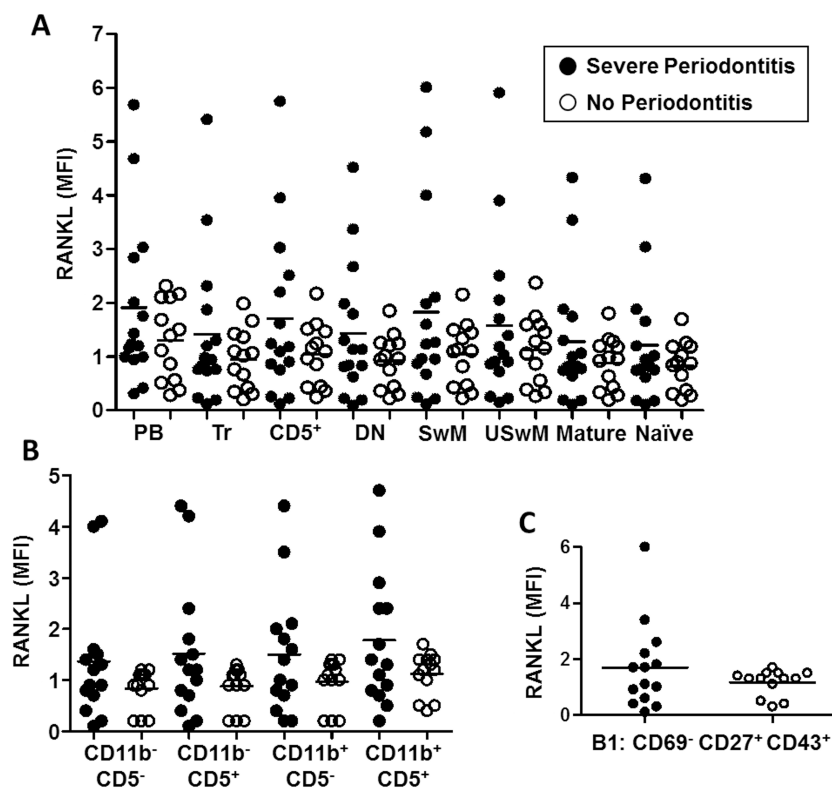 A
7
6
5
4
3
2
1
0
RANKL (MFI)
Severe Periodontitis
No Periodontitis
PB Tr CD5⁺ DN SwM USwM Mature Naïve
B
5
4
3
2
1
0
RANKL (MFI)
CD11b⁻ CD11b⁻ CD11b⁺ CD11b⁺
CD5⁻ CD5⁺ CD5⁻ CD5⁺
C
6
4
2
0
RANKL (MFI)
B1: CD69⁻ CD27⁺ CD43⁺